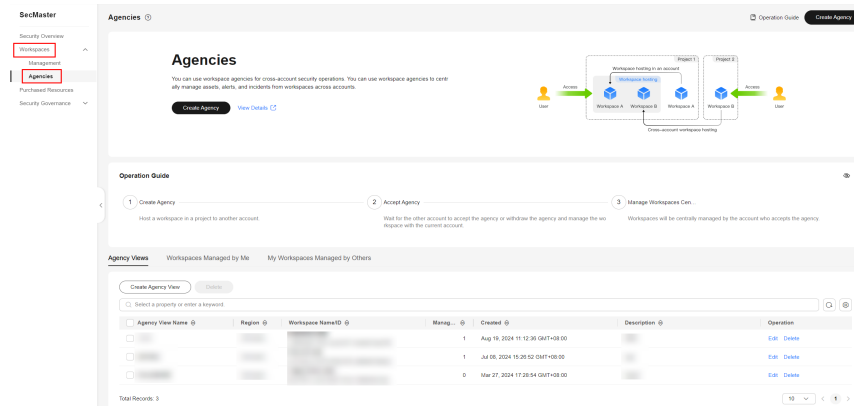 SecMaster
Agencies
Operation Guide
Create Agency
Security Overview
Workspaces
Management
Agencies
Purchased Resources
Security Governance
Agencies
You can use workspace agencies for cross-account security operations. You can use workspace agencies to centr
ally manage assets, alerts, and incidents from workspaces across accounts.
Create Agency
View Details
Project 1
Project 2
Workspace hosting in an account
Workspace hosting
Access
Access
User
Workspace A
Workspace B
Workspace A
Workspace B
User
Cross-account workspace hosting
Operation Guide
1 Create Agency
Host a workspace in a project to another account.
2 Accept Agency
Wait for the other account to accept the agency or withdraw the agency and manage the wo
rkspace with the current account.
3 Manage Workspaces Cen...
Workspaces will be centrally managed by the account who accepts the agency
Agency Views
Workspaces Managed by Me
My Workspaces Managed by Others
Create Agency View
Delete
Select a property or enter a keyword
Agency View Name
Region
Workspace Name/ID
Manag...
Created
Description
Operation
1 Aug 19, 2024 11:12:36 GMT+08:00 Edit Delete
1 Jul 08, 2024 15:26:52 GMT+08:00 Edit Delete
0 Mar 27, 2024 17:29:54 GMT+08:00 Edit Delete
Total Records: 3
10
1